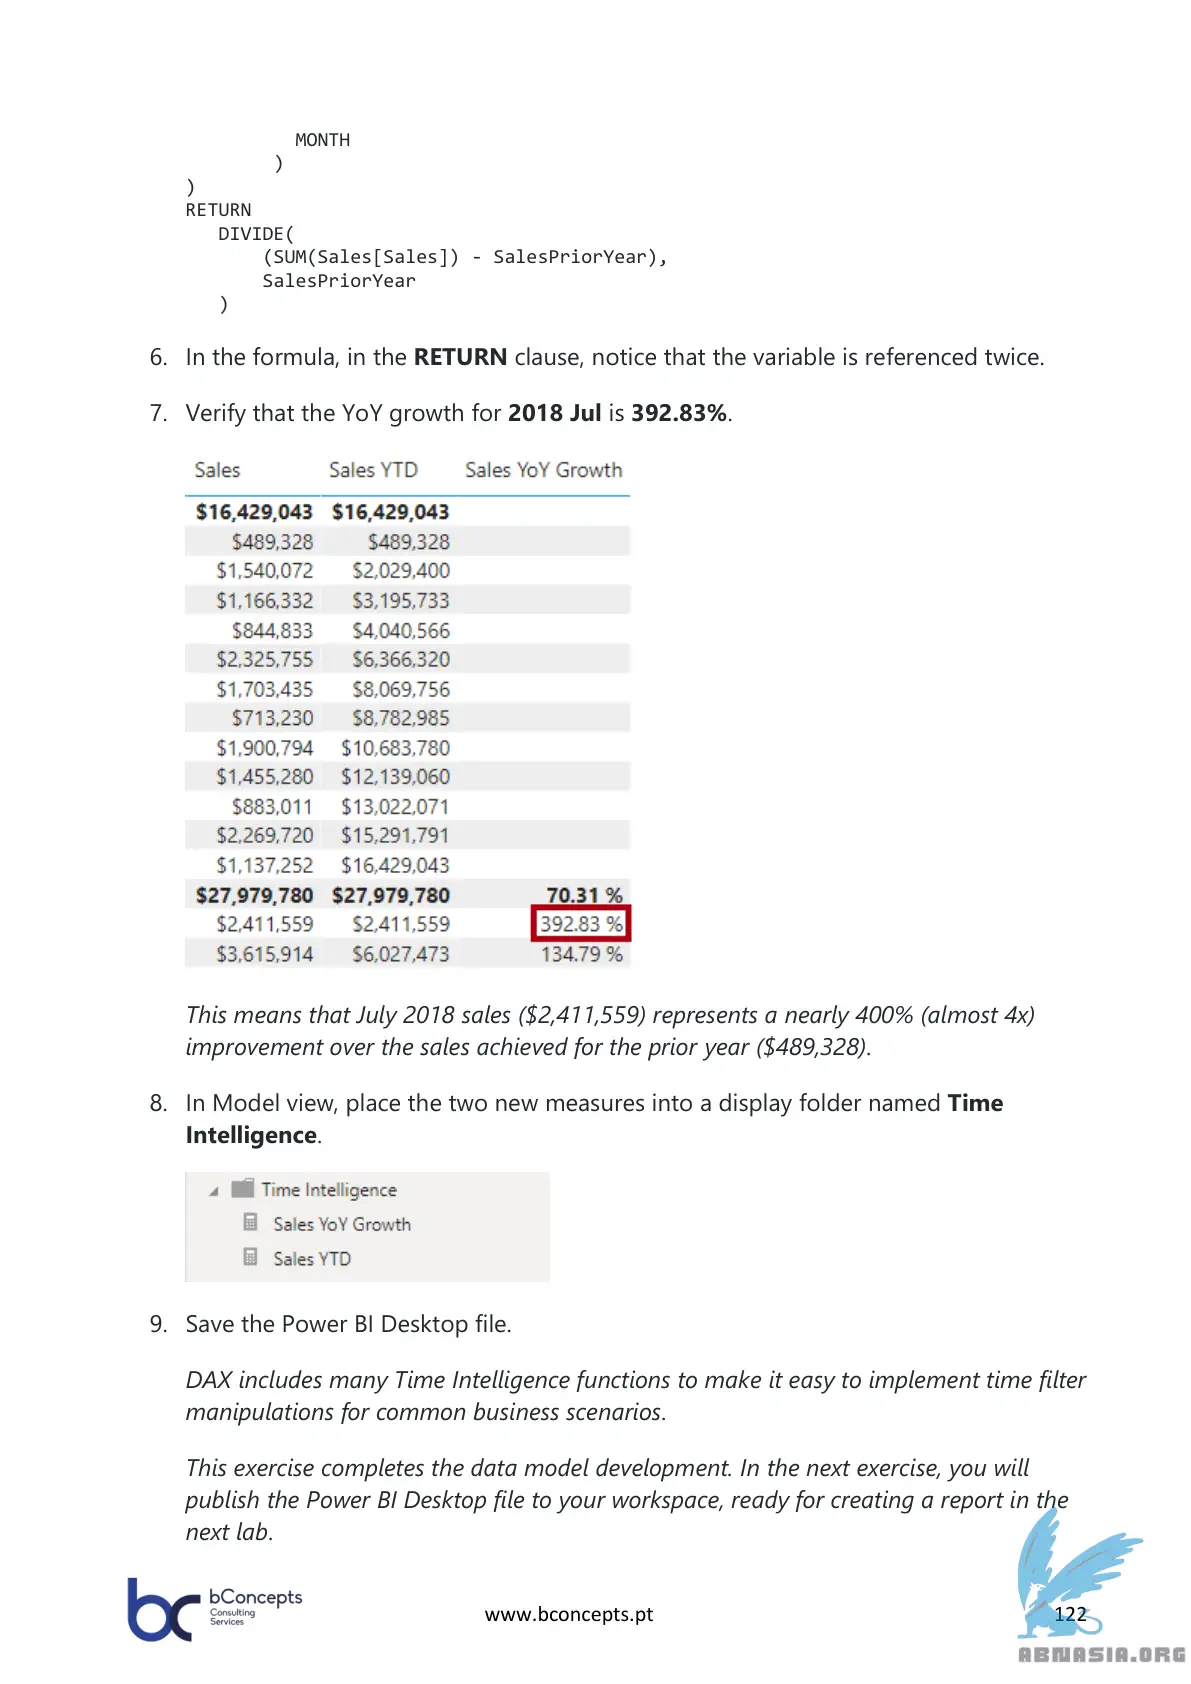 MONTH
)
)
RETURN
DIVIDE(
(SUM(Sales[Sales]) - SalesPriorYear),
SalesPriorYear
)
6. In the formula, in the RETURN clause, notice that the variable is referenced twice.
7. Verify that the YoY growth for 2018 Jul is 392.83%.
Sales Sales YTD Sales YoY Growth
$16,429,043 $16,429,043
$489,328 $489,328
$1,540,072 $2,029,400
$1,166,332 $3,195,733
$844,833 $4,040,566
$2,325,755 $6,366,320
$1,703,435 $8,069,756
$713,230 $8,782,985
$1,900,794 $10,683,780
$1,455,280 $12,139,060
$883,011 $13,022,071
$2,269,720 $15,291,791
$1,137,252 $16,429,043
$27,979,780 $27,979,780 70.31 %
$2,411,559 $2,411,559 392.83 %
$3,615,914 $6,027,473 134.79 %
This means that July 2018 sales ($2,411,559) represents a nearly 400% (almost 4x)
improvement over the sales achieved for the prior year ($489,328).
8. In Model view, place the two new measures into a display folder named Time
Intelligence.
Time Intelligence
Sales YoY Growth
Sales YTD
9. Save the Power BI Desktop file.
DAX includes many Time Intelligence functions to make it easy to implement time filter
manipulations for common business scenarios.
This exercise completes the data model development. In the next exercise, you will
publish the Power BI Desktop file to your workspace, ready for creating a report in the
next lab.
bc bConcepts
Consulting
Services
www.bconcepts.pt
122
ABNASIA.ORG